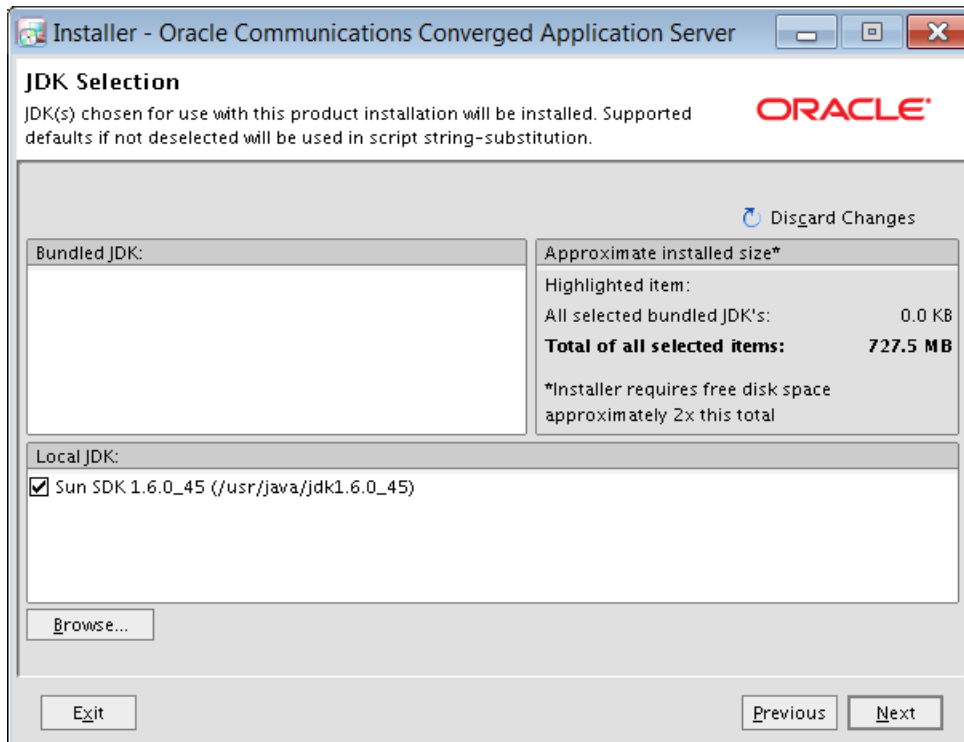 Installer - Oracle Communications Converged Application Server
JDK Selection
JDK(s) chosen for use with this product installation will be installed. Supported
defaults if not deselected will be used in script string-substitution.
ORACLE
Discard Changes
Bundled JDK:
Approximate installed size*
Highlighted item:
All selected bundled JDK's: 0.0 KB
Total of all selected items: 727.5 MB
*Installer requires free disk space
approximately 2x this total
Local JDK:
Sun SDK 1.6.0_45 (/usr/java/jdk1.6.0_45)
Browse...
Exit Previous Next